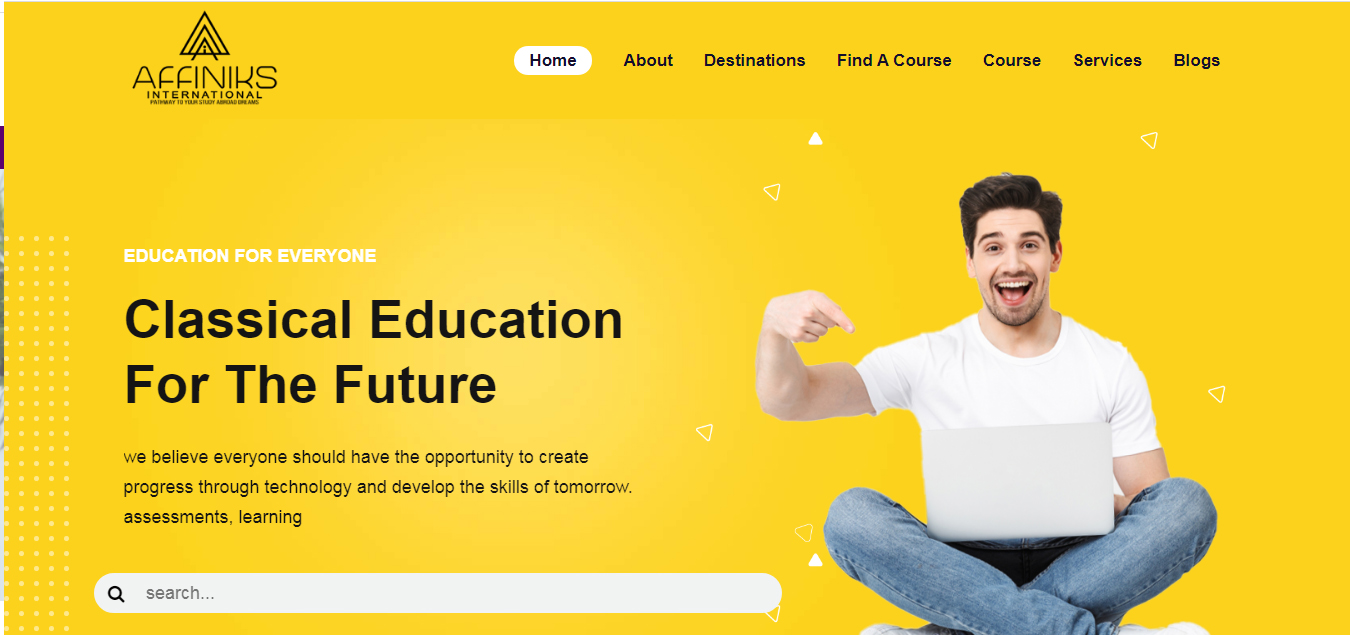 AFFINIKS
INTERNATIONAL
PATHWAY TO YOUR STUDY ABROAD DREAMS
Home About Destinations Find A Course Course Services Blogs
EDUCATION FOR EVERYONE
Classical Education
For The Future
we believe everyone should have the opportunity to create
progress through technology and develop the skills of tomorrow.
assessments, learning
search...